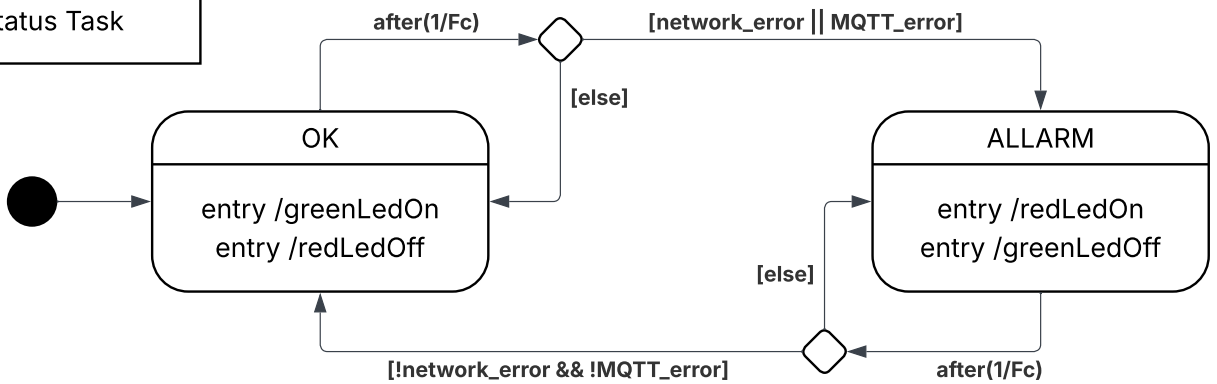 tatus Task
after(1/Fc)
[network_error || MQTT_error]
[else]
OK
entry /greenLedOn
entry /redLedOff
ALLARM
entry /redLedOn
entry /greenLedOff
[else]
[!network_error && !MQTT_error]
after(1/Fc)